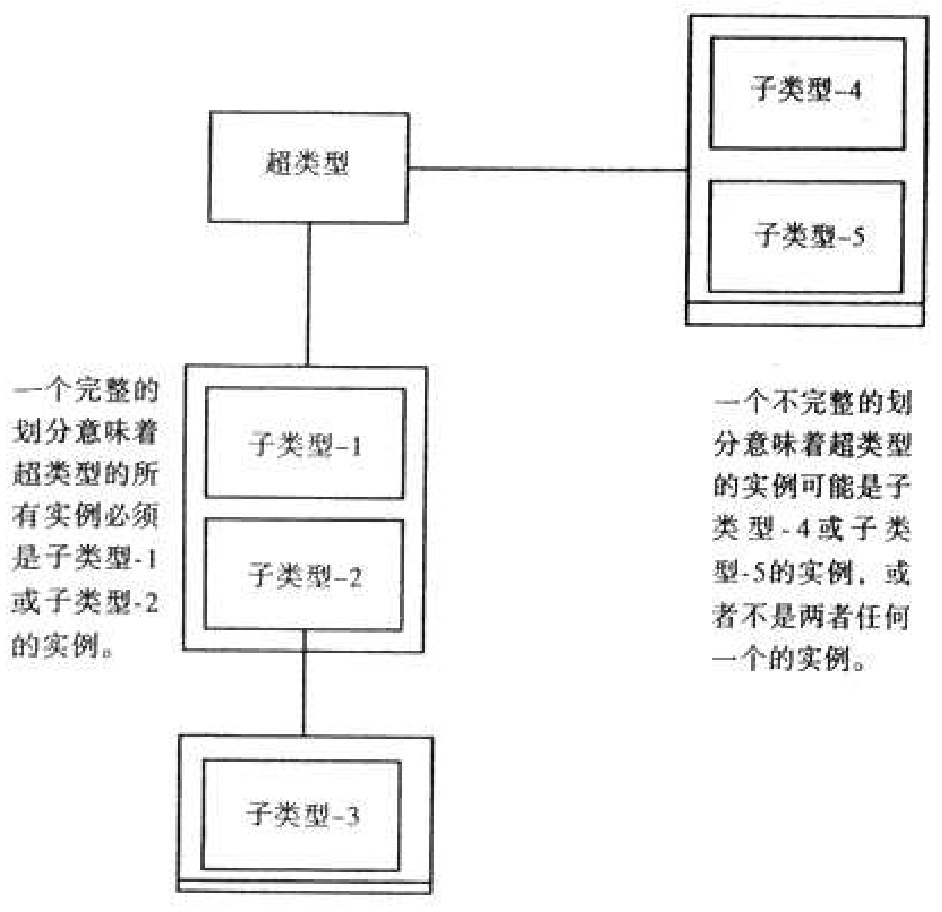 子类型-4
超类型
子类型-5
一个完整的
划分意味着
超类型的所
有实例必须
是子类型-1
或子类型-2
的实例。
子类型-1
子类型-2
一个不完整的划
分意味着超类型
的实例可能是子
类型-4或子类
型-5的实例，或
者不是两者任何
一个的实例。
子类型-3